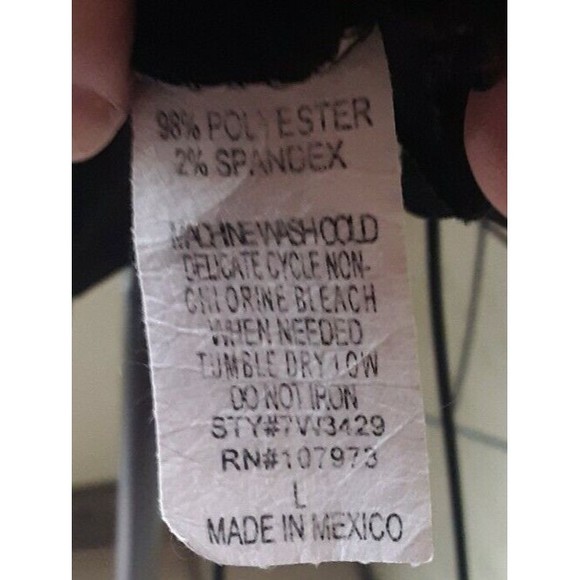 98% POLYESTER
2% SPANDEX
MACHINE WASH COLD
DELICATE CYCLE NON-
CHLORINE BLEACH
WHEN NEEDED
TUMBLE DRY LOW
DO NOT IRON
STY#7W3429
RN#107973
L
MADE IN MEXICO